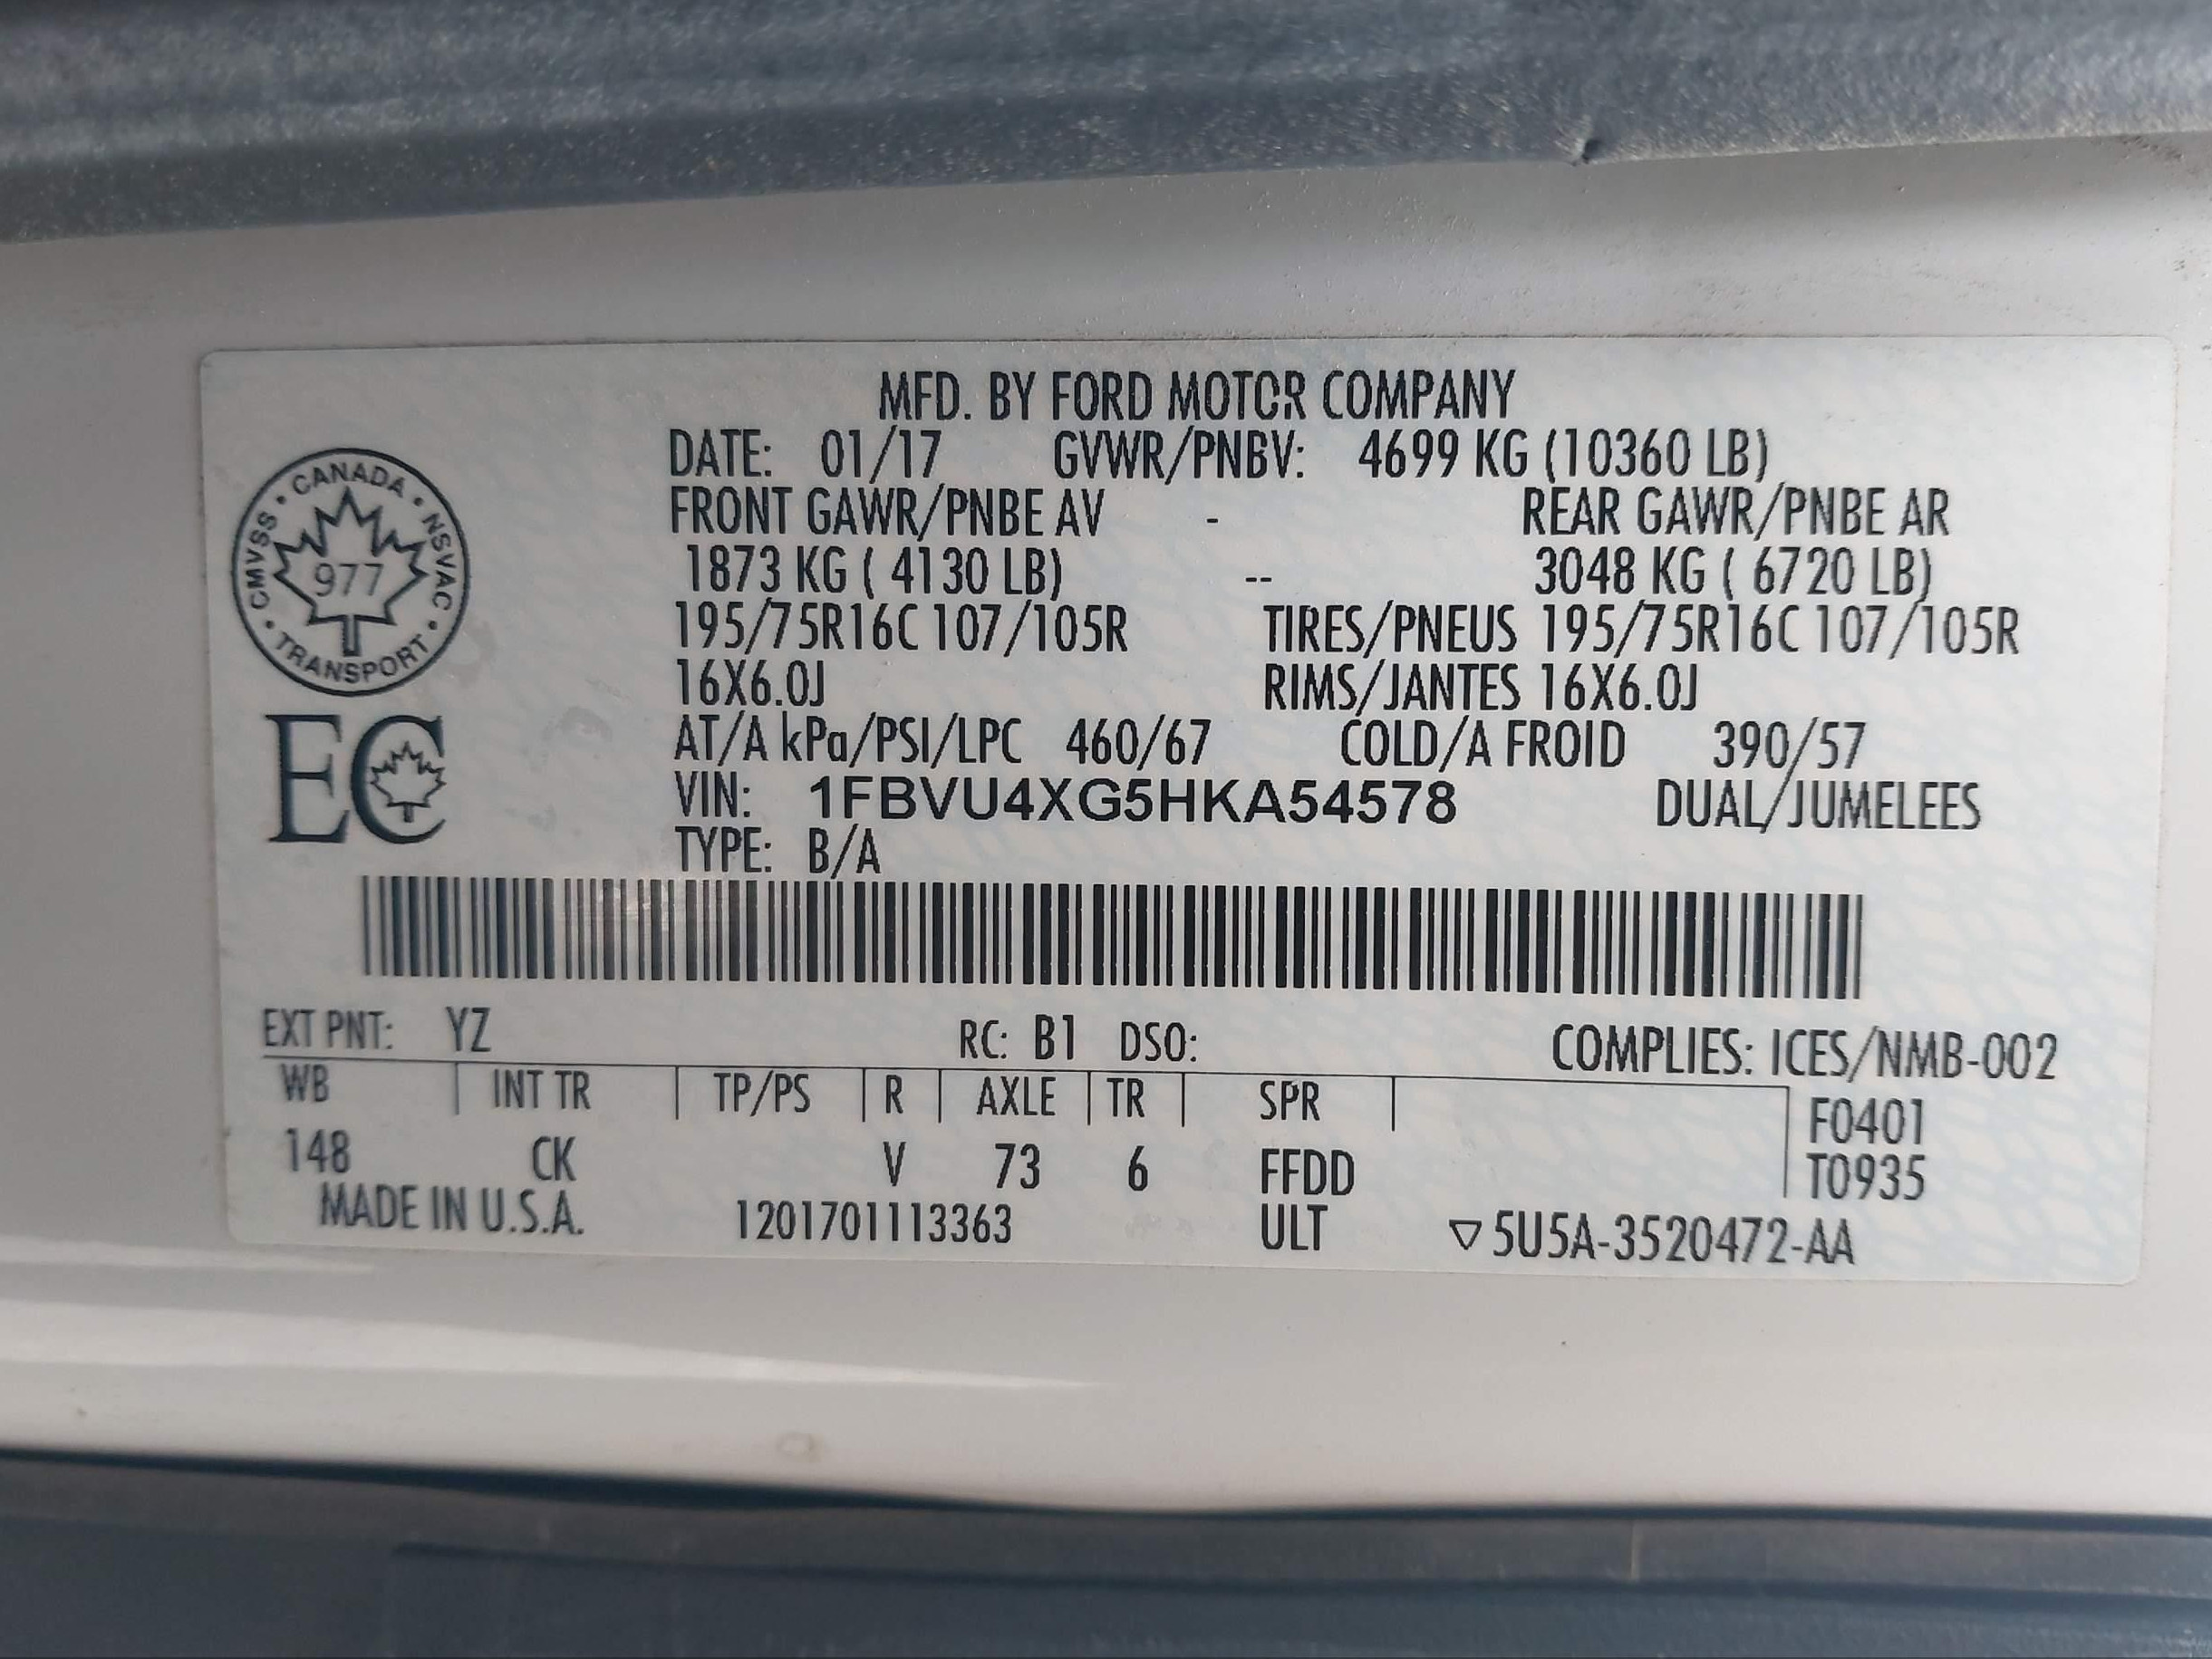 MFD. BY FORD MOTOR COMPANY
DATE: 01/17 GVWR/PNBV: 4699 KG (10360 LB)
FRONT GAWR/PNBE AV - REAR GAWR/PNBE AR
1873 KG ( 4130 LB) -- 3048 KG ( 6720 LB)
195/75R16C 107/105R TIRES/PNEUS 195/75R16C 107/105R
16X6.0J RIMS/JANTES 16X6.0J
AT/A kPa/PSI/LPC 460/67 COLD/A FROID 390/57
VIN: 1FBVU4XG5HKA54578 DUAL/JUMELEES
TYPE: B/A
CANADA • NSVAC • TRANSPORT • CMVSS •
977
EC
EXT PNT: YZ RC: B1 DSO: COMPLIES: ICES/NMB-002
WB INT TR TP/PS R AXLE TR SPR F0401
148 CK V 73 6 FFDD T0935
MADE IN U.S.A. 1201701113363 ULT ▽5U5A-3520472-AA